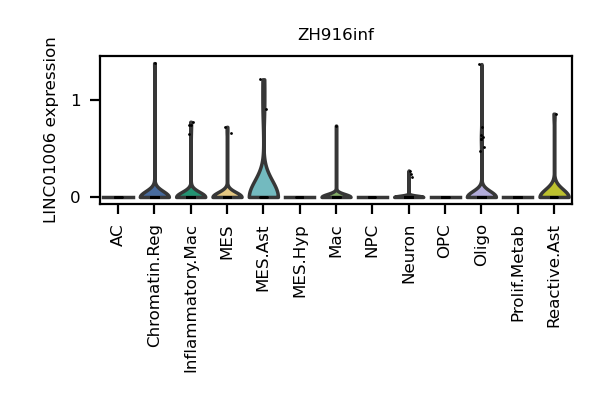 ZH916inf
LINC01006 expression
1
0
AC
Chromatin.Reg
Inflammatory.Mac
MES
MES.Ast
MES.Hyp
Mac
NPC
Neuron
OPC
Oligo
Prolif.Metab
Reactive.Ast